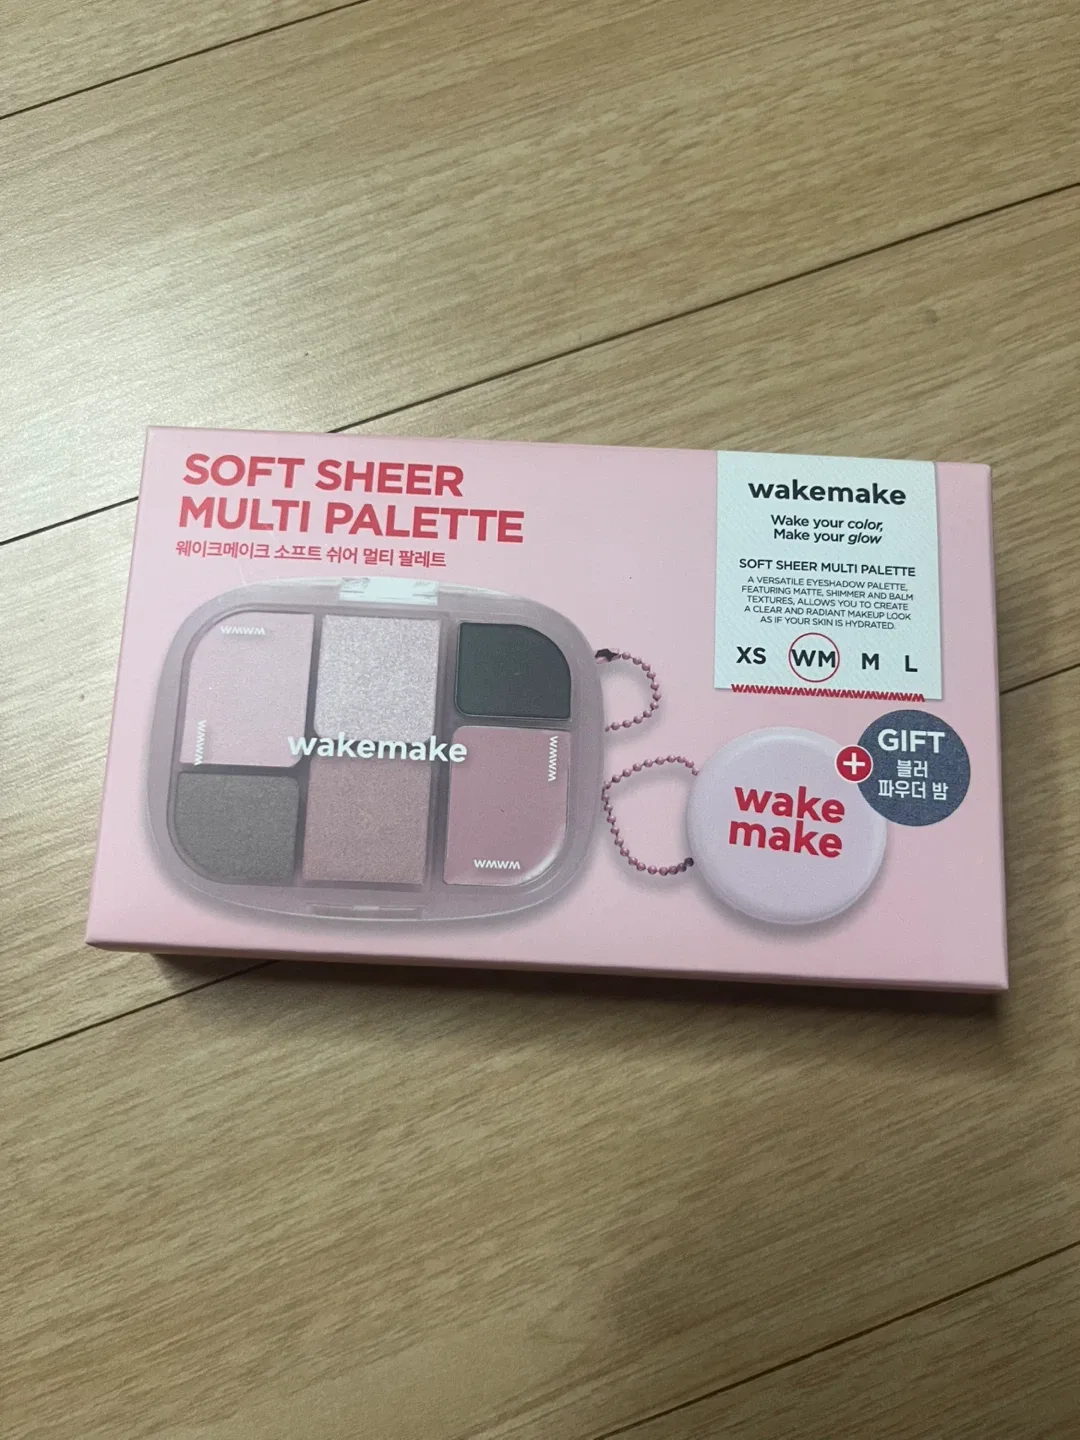 SOFT SHEER
MULTI PALETTE
웨이크메이크 소프트 쉬어 멀티 팔레트
wakemake
Wake your color,
Make your glow
SOFT SHEER MULTI PALETTE
A VERSATILE EYESHADOW PALETTE,
FEATURING MATTE, SHIMMER AND BALM
TEXTURES, ALLOWS YOU TO CREATE
A CLEAR AND RADIANT MAKEUP LOOK
AS IF YOUR SKIN IS HYDRATED.
XS WM M L
WMWMWMWMWMWMWMWM
WMWM
WMWM
wakemake
WMWM
WMWM
GIFT
블러
파우더 밤
+
wake
make